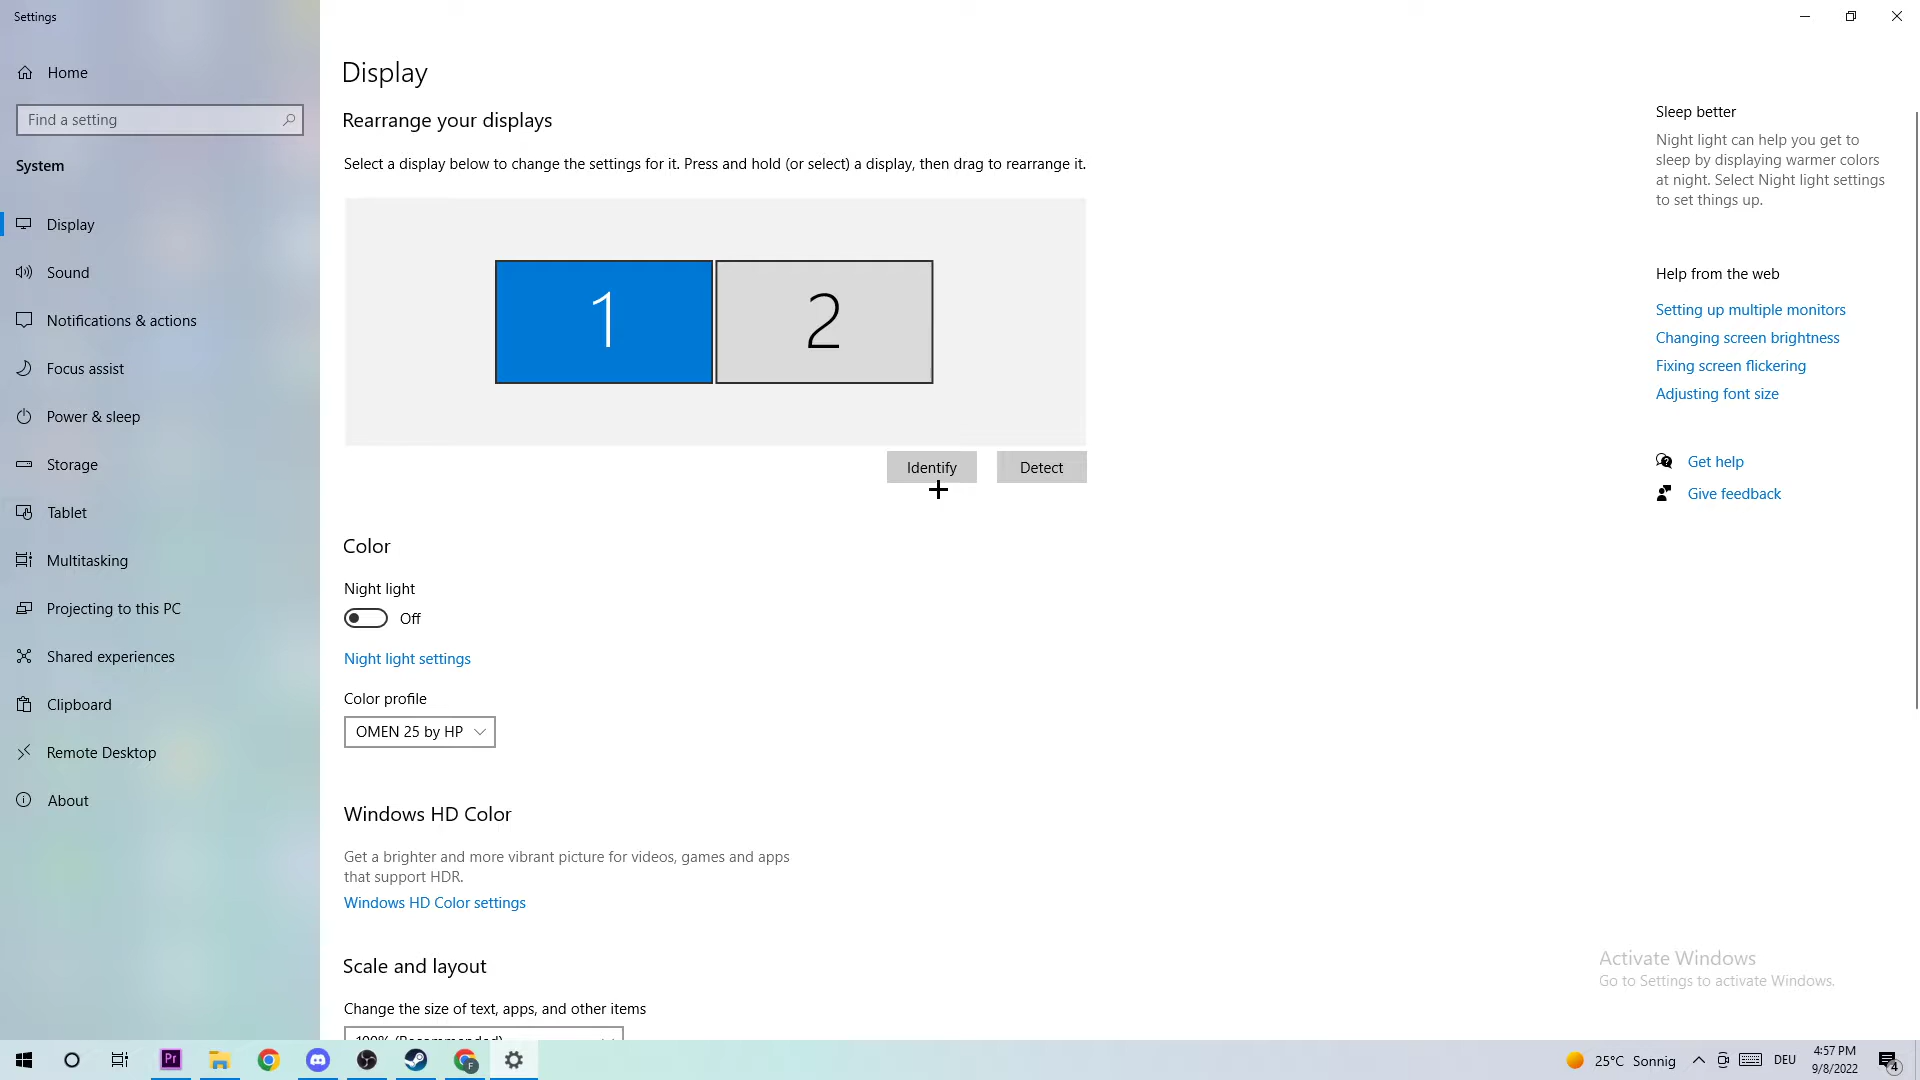 Settings
Home
Find a setting
System
Display
Sound
Notifications & actions
Focus assist
Power & sleep
Storage
Tablet
Multitasking
Projecting to this PC
Shared experiences
Clipboard
Remote Desktop
About
Display
Rearrange your displays
Select a display below to change the settings for it. Press and hold (or select) a display, then drag to rearrange it.
1
2
Identify
Detect
Color
Night light
Off
Night light settings
Color profile
OMEN 25 by HP
Windows HD Color
Get a brighter and more vibrant picture for videos, games and apps
that support HDR.
Windows HD Color settings
Scale and layout
Change the size of text, apps, and other items
100% (Recommended)
Sleep better
Night light can help you get to
sleep by displaying warmer colors
at night. Select Night light settings
to set things up.
Help from the web
Setting up multiple monitors
Changing screen brightness
Fixing screen flickering
Adjusting font size
Get help
Give feedback
Activate Windows
Go to Settings to activate Windows.
Pr
F
25°C Sonnig
DEU
4:57 PM
9/8/2022
4